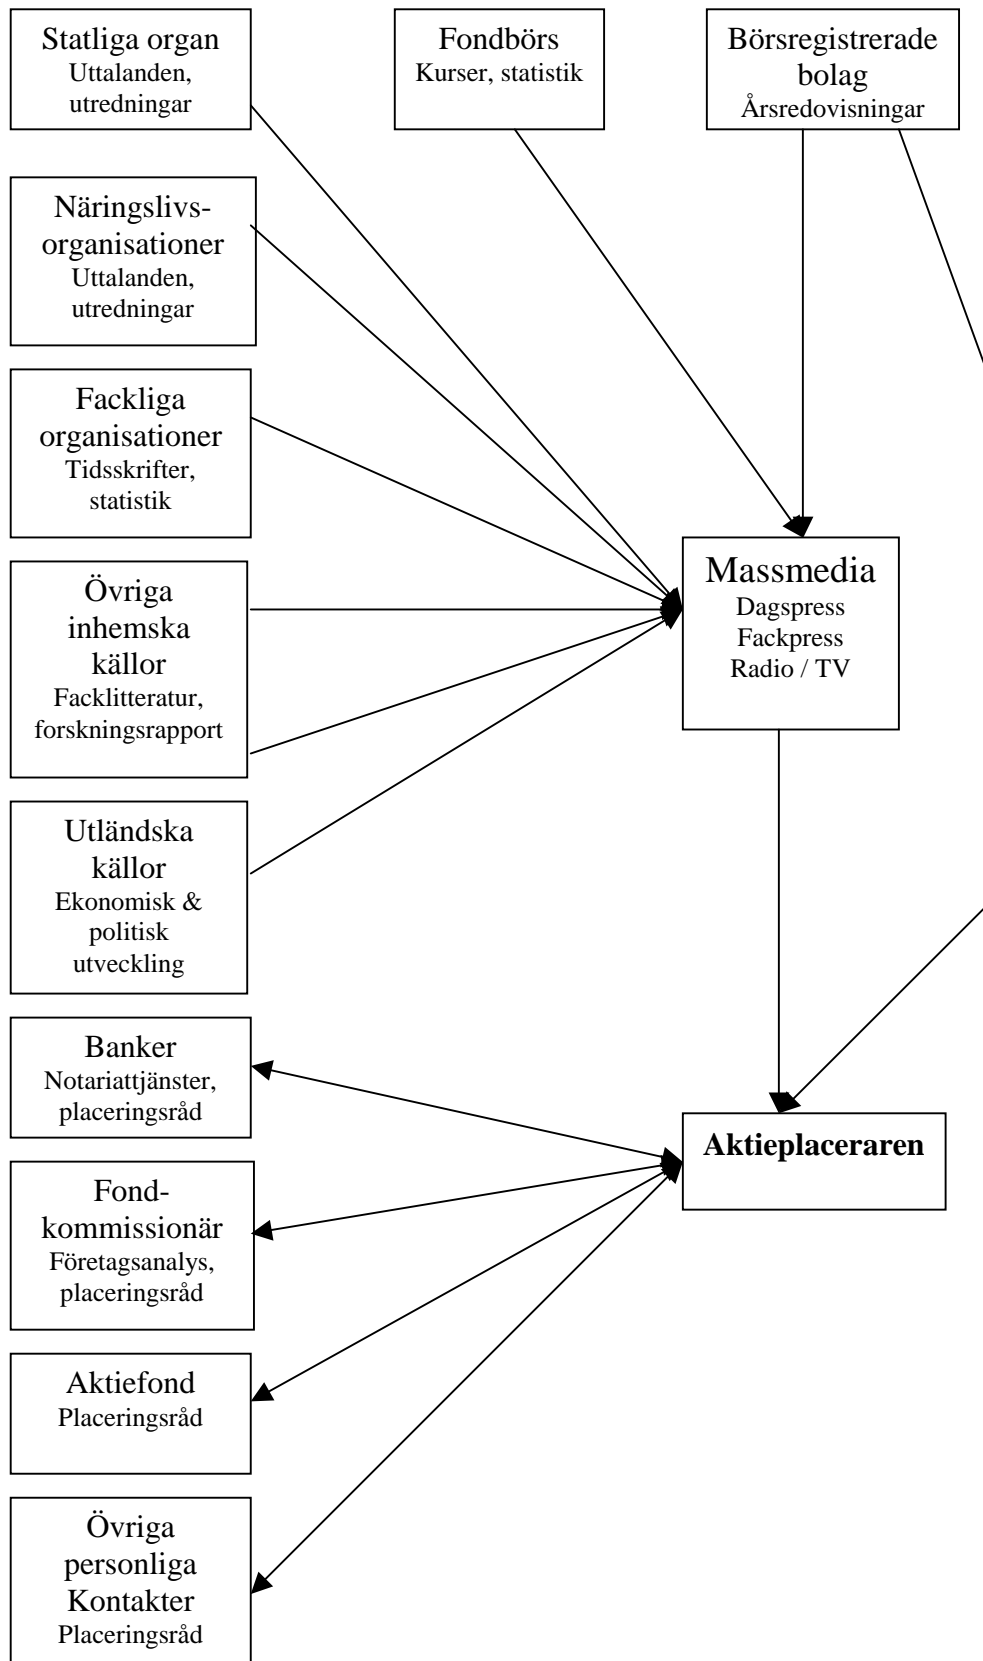 Statliga organ
Uttalanden,
utredningar
Fondbörs
Kurser, statistik
Börsregistrerade
bolag
Årsredovisningar
Näringslivs-
organisationer
Uttalanden,
utredningar
Fackliga
organisationer
Tidsskrifter,
statistik
Övriga
inhemska
källor
Facklitteratur,
forskningsrapport
Massmedia
Dagspress
Fackpress
Radio / TV
Utländska
källor
Ekonomisk &
politisk
utveckling
Banker
Notariattjänster,
placeringsråd
Aktieplaceraren
Fond-
kommissionär
Företagsanalys,
placeringsråd
Aktiefond
Placeringsråd
Övriga
personliga
Kontakter
Placeringsråd